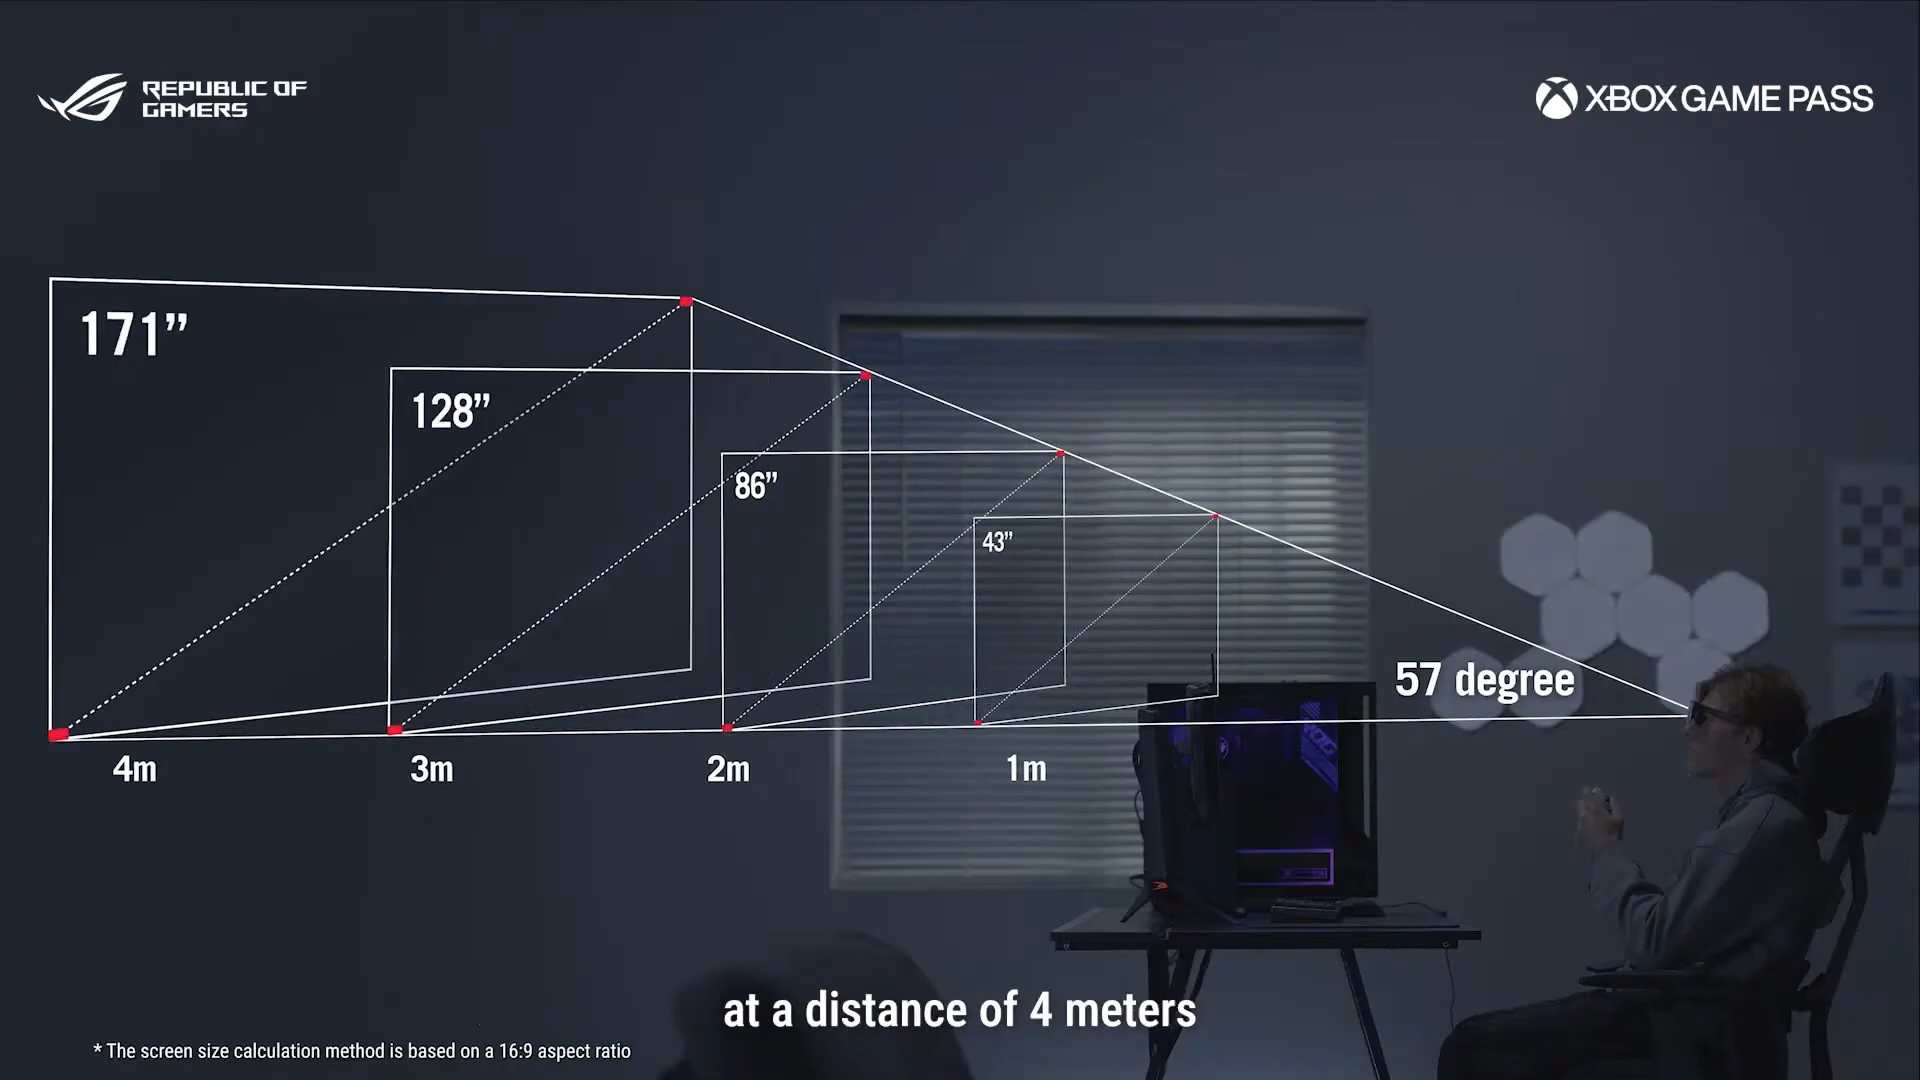 REPUBLIC OF
GAMERS
XBOX GAME PASS
171”
128”
86”
43”
57 degree
4m
3m
2m
1m
at a distance of 4 meters
* The screen size calculation method is based on a 16:9 aspect ratio